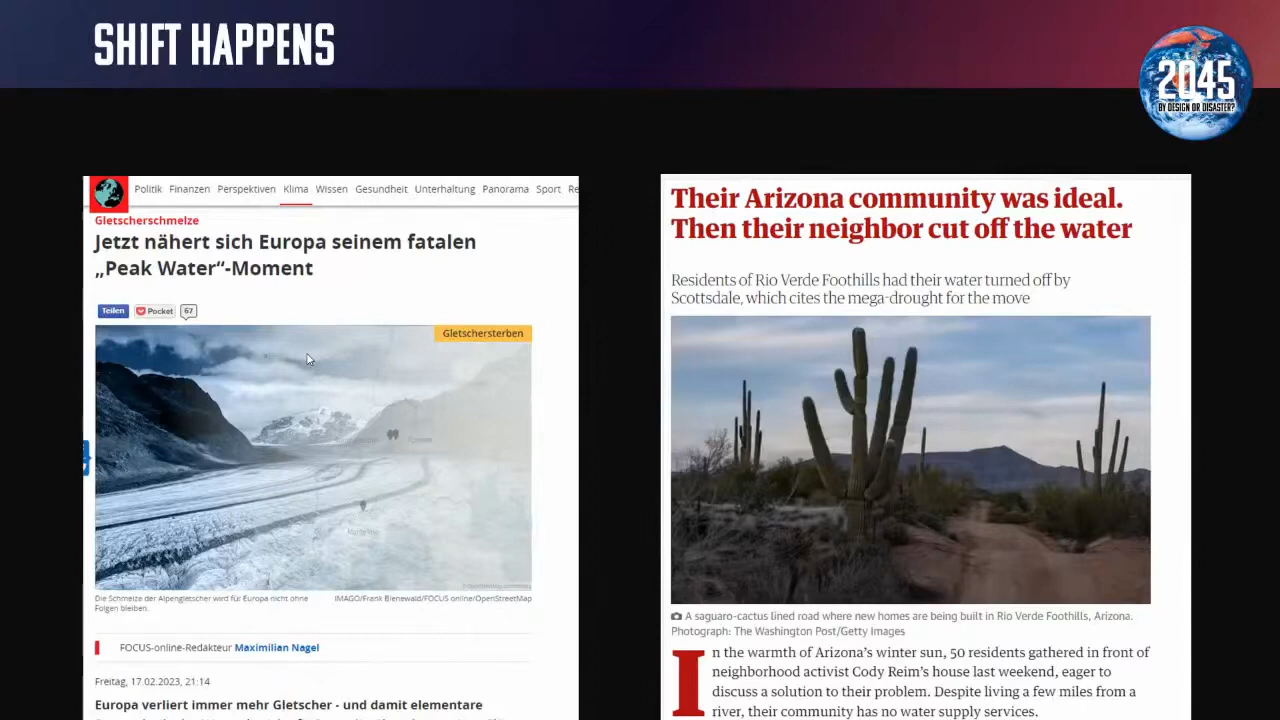 SHIFT HAPPENS
2045
BY DESIGN OR DISASTER?
Politik Finanzen Perspektiven Klima Wissen Gesundheit Unterhaltung Panorama Sport Re
Gletscherschmelze
Jetzt nähert sich Europa seinem fatalen
„Peak Water“-Moment
Teilen Pocket 67
Gletschersterben
Die Schmelze der Alpengletscher wird für Europa nicht ohne
Folgen bleiben.
IMAGO/Frank Bienewald/FOCUS online/OpenStreetMap
FOCUS-online-Redakteur Maximilian Nagel
Freitag, 17.02.2023, 21:14
Europa verliert immer mehr Gletscher - und damit elementare
Their Arizona community was ideal.
Then their neighbor cut off the water
Residents of Rio Verde Foothills had their water turned off by
Scottsdale, which cites the mega-drought for the move
A saguaro-cactus lined road where new homes are being built in Rio Verde Foothills, Arizona.
Photograph: The Washington Post/Getty Images
In the warmth of Arizona’s winter sun, 50 residents gathered in front of
neighborhood activist Cody Reim’s house last weekend, eager to
discuss a solution to their problem. Despite living a few miles from a
river, their community has no water supply services.